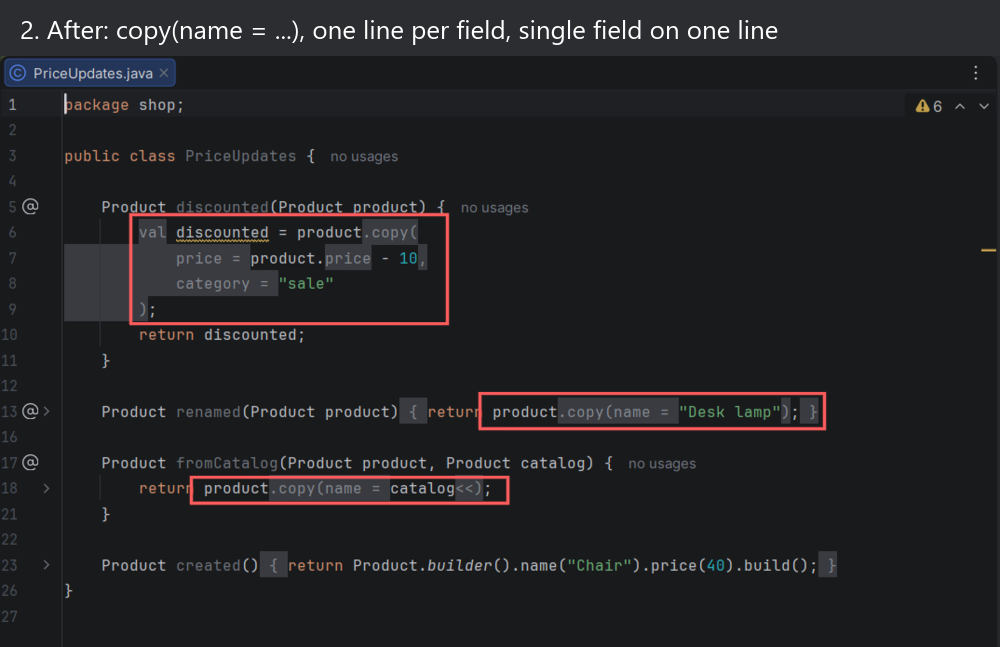 2. After: copy(name = ...), one line per field, single field on one line
PriceUpdates.java
1 package shop;
6
2
3 public class PriceUpdates { no usages
4
5 @ Product discounted(Product product) { no usages
6 val discounted = product.copy(
7 price = product.price - 10,
8 category = "sale"
9 );
10 return discounted;
11 }
12
13 @ Product renamed(Product product) { return product.copy(name = "Desk lamp"); }
16
17 @ Product fromCatalog(Product product, Product catalog) { no usages
18 return product.copy(name = catalog<<);
21 }
22
23 Product created() { return Product.builder().name("Chair").price(40).build(); }
26 }
27